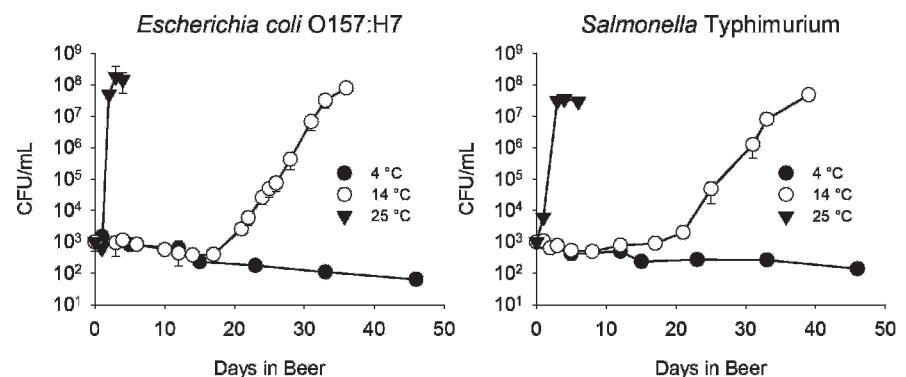 Escherichia coli O157:H7
10⁹
10⁸
10⁷
10⁶
10⁵
10⁴
10³
10²
10¹
CFU/mL
4 °C
14 °C
25 °C
0 10 20 30 40 50
Days in Beer
Salmonella Typhimurium
10⁹
10⁸
10⁷
10⁶
10⁵
10⁴
10³
10²
10¹
CFU/mL
4 °C
14 °C
25 °C
0 10 20 30 40 50
Days in Beer